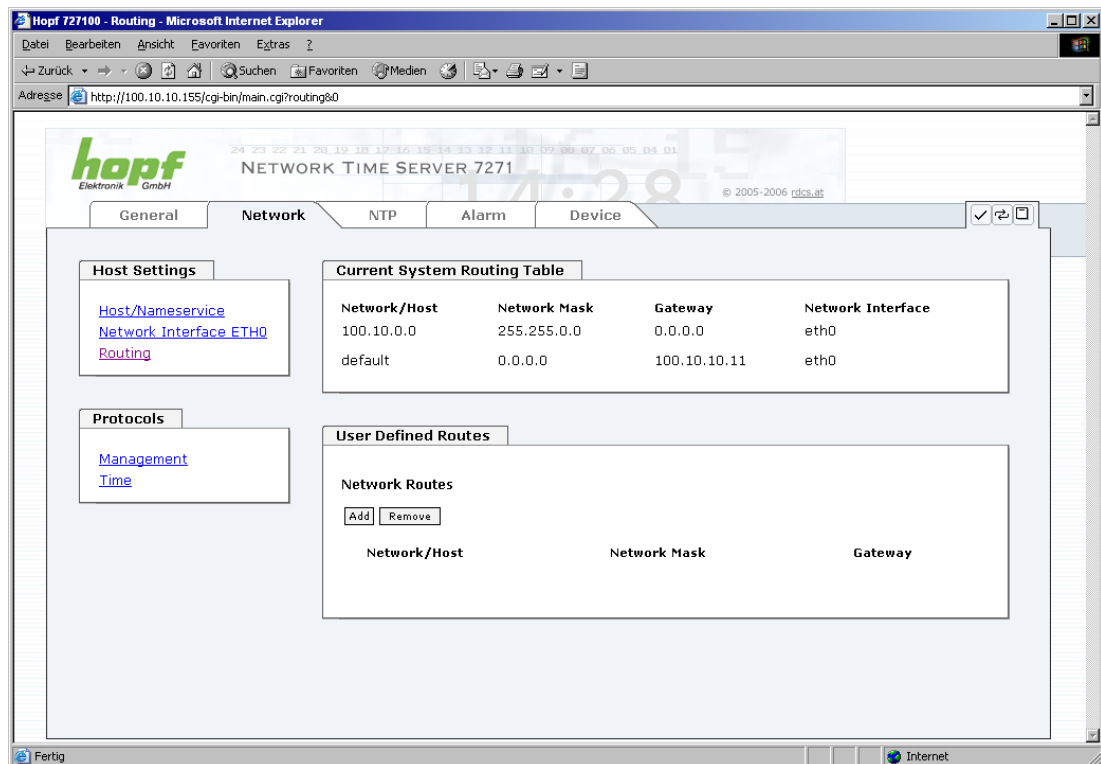 Hopf 727100 - Routing - Microsoft Internet Explorer
Datei Bearbeiten Ansicht Favoriten Extras ?
Zurück Suchen Favoriten Medien
Adresse http://100.10.10.155/cgi-bin/main.cgi?routing&0
24 23 22 21 20 19 18 17 16 15 14 13 12 11 10 09 08 07 06 05 04 01
hopf
Elektronik GmbH
NETWORK TIME SERVER 7271
14:28
© 2005-2006 rdcs.at
General Network NTP Alarm Device
Host Settings
Host/Nameservice
Network Interface ETH0
Routing
Protocols
Management
Time
Current System Routing Table
Network/Host Network Mask Gateway Network Interface
100.10.0.0 255.255.0.0 0.0.0.0 eth0
default 0.0.0.0 100.10.10.11 eth0
User Defined Routes
Network Routes
Add Remove
Network/Host Network Mask Gateway
Fertig Internet